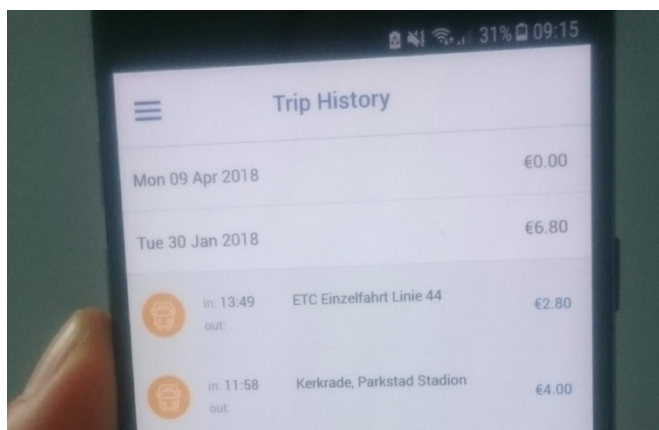 31% 09:15
Trip History
Mon 09 Apr 2018 €0.00
Tue 30 Jan 2018 €6.80
in: 13:49 ETC Einzelfahrt Linie 44 €2.80
out:
in: 11:58 Kerkrade, Parkstad Stadion €4.00
out: